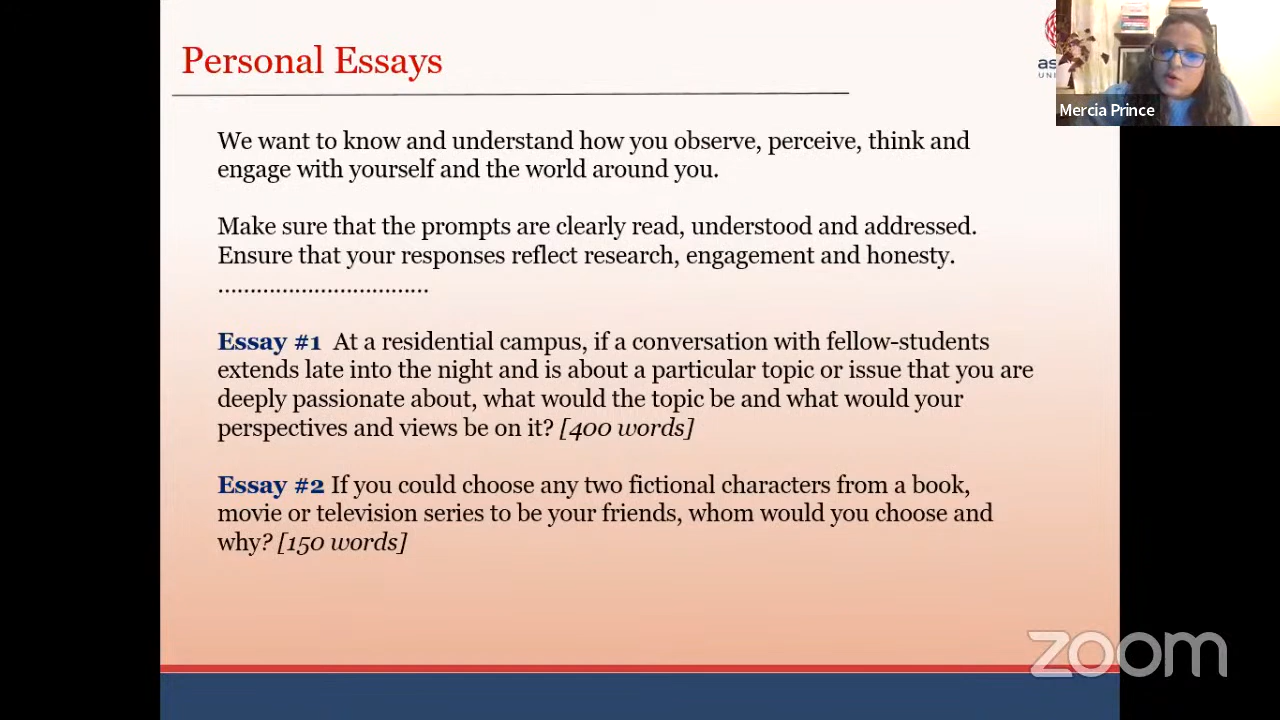 Personal Essays
Mercia Prince
We want to know and understand how you observe, perceive, think and
engage with yourself and the world around you.
Make sure that the prompts are clearly read, understood and addressed.
Ensure that your responses reflect research, engagement and honesty.
.................................
Essay #1 At a residential campus, if a conversation with fellow-students
extends late into the night and is about a particular topic or issue that you are
deeply passionate about, what would the topic be and what would your
perspectives and views be on it? [400 words]
Essay #2 If you could choose any two fictional characters from a book,
movie or television series to be your friends, whom would you choose and
why? [150 words]
zoom